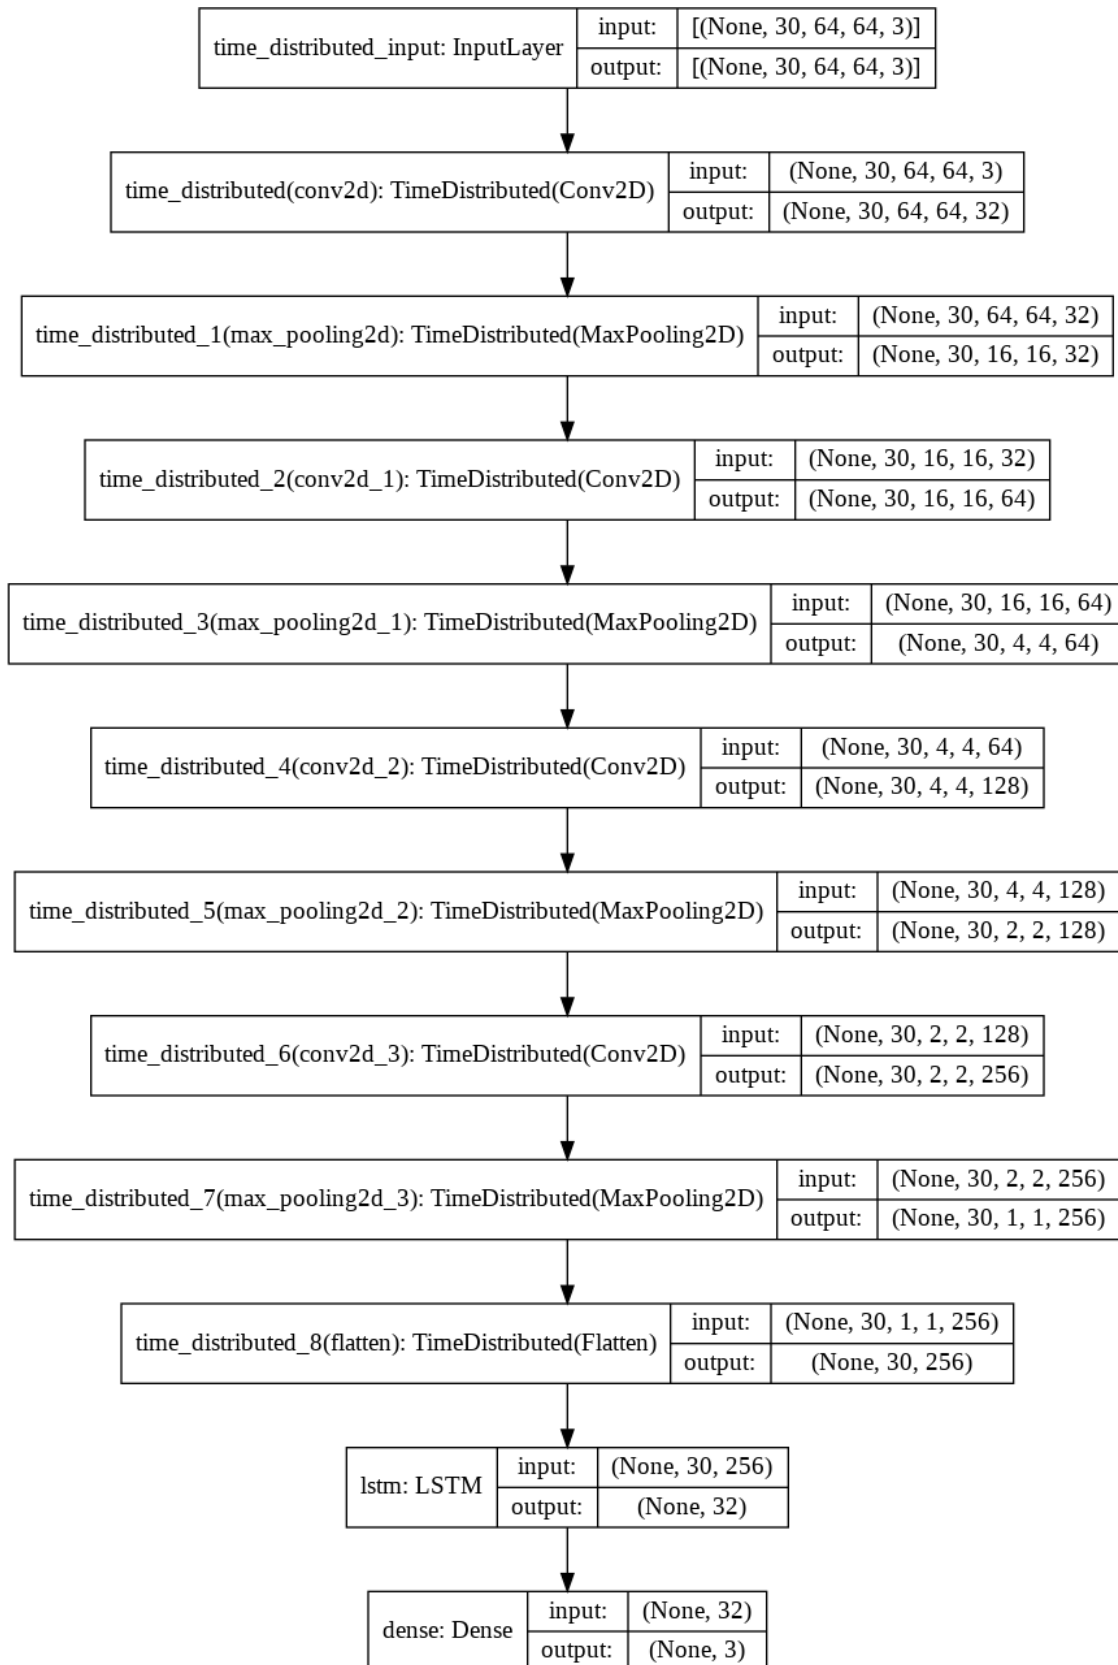 time_distributed_input: InputLayer
input:
[(None, 30, 64, 64, 3)]
output:
[(None, 30, 64, 64, 3)]
time_distributed(conv2d): TimeDistributed(Conv2D)
input:
(None, 30, 64, 64, 3)
output:
(None, 30, 64, 64, 32)
time_distributed_1(max_pooling2d): TimeDistributed(MaxPooling2D)
input:
(None, 30, 64, 64, 32)
output:
(None, 30, 16, 16, 32)
time_distributed_2(conv2d_1): TimeDistributed(Conv2D)
input:
(None, 30, 16, 16, 32)
output:
(None, 30, 16, 16, 64)
time_distributed_3(max_pooling2d_1): TimeDistributed(MaxPooling2D)
input:
(None, 30, 16, 16, 64)
output:
(None, 30, 4, 4, 64)
time_distributed_4(conv2d_2): TimeDistributed(Conv2D)
input:
(None, 30, 4, 4, 64)
output:
(None, 30, 4, 4, 128)
time_distributed_5(max_pooling2d_2): TimeDistributed(MaxPooling2D)
input:
(None, 30, 4, 4, 128)
output:
(None, 30, 2, 2, 128)
time_distributed_6(conv2d_3): TimeDistributed(Conv2D)
input:
(None, 30, 2, 2, 128)
output:
(None, 30, 2, 2, 256)
time_distributed_7(max_pooling2d_3): TimeDistributed(MaxPooling2D)
input:
(None, 30, 2, 2, 256)
output:
(None, 30, 1, 1, 256)
time_distributed_8(flatten): TimeDistributed(Flatten)
input:
(None, 30, 1, 1, 256)
output:
(None, 30, 256)
lstm: LSTM
input:
(None, 30, 256)
output:
(None, 32)
dense: Dense
input:
(None, 32)
output:
(None, 3)